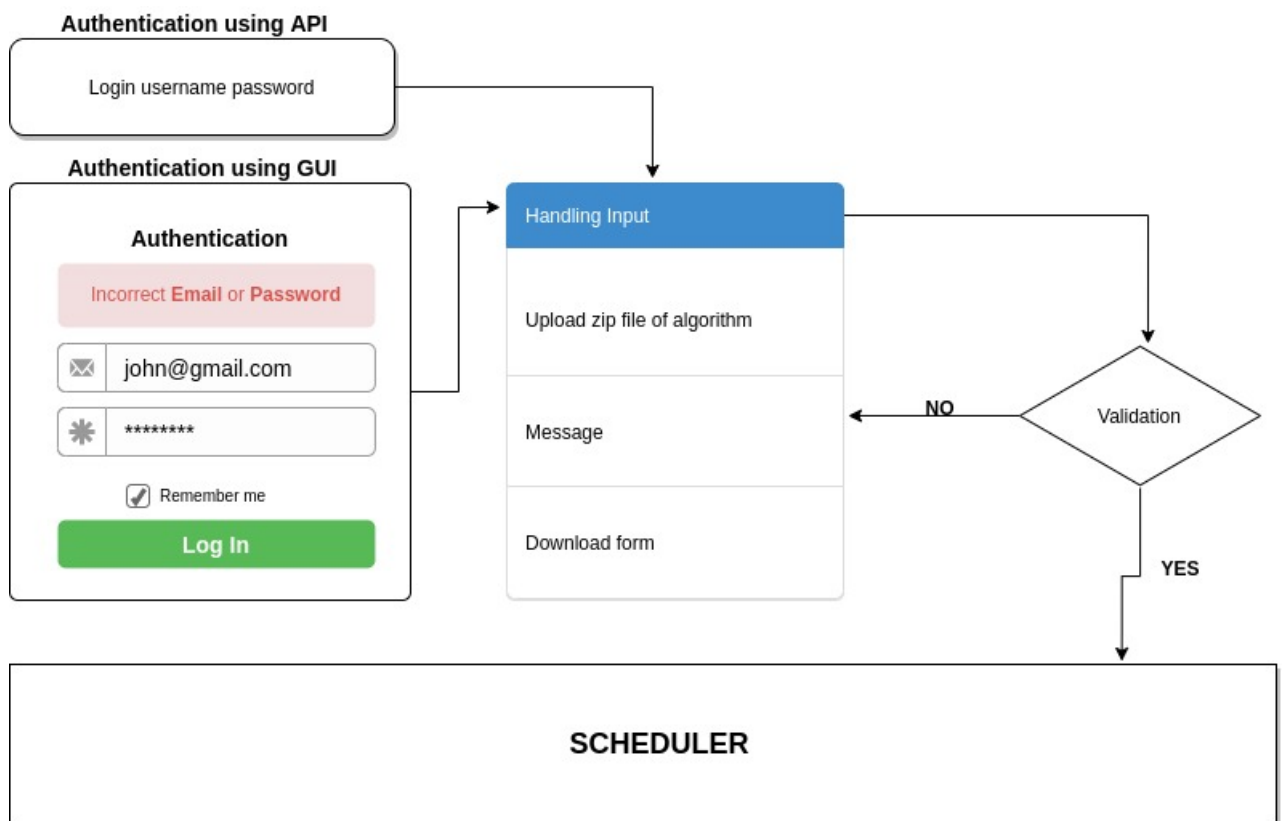 Authentication using API
Login username password
Authentication using GUI
Authentication
Incorrect Email or Password
john@gmail.com
********
Remember me
Log In
Handling Input
Upload zip file of algorithm
Message
Download form
NO
Validation
YES
SCHEDULER